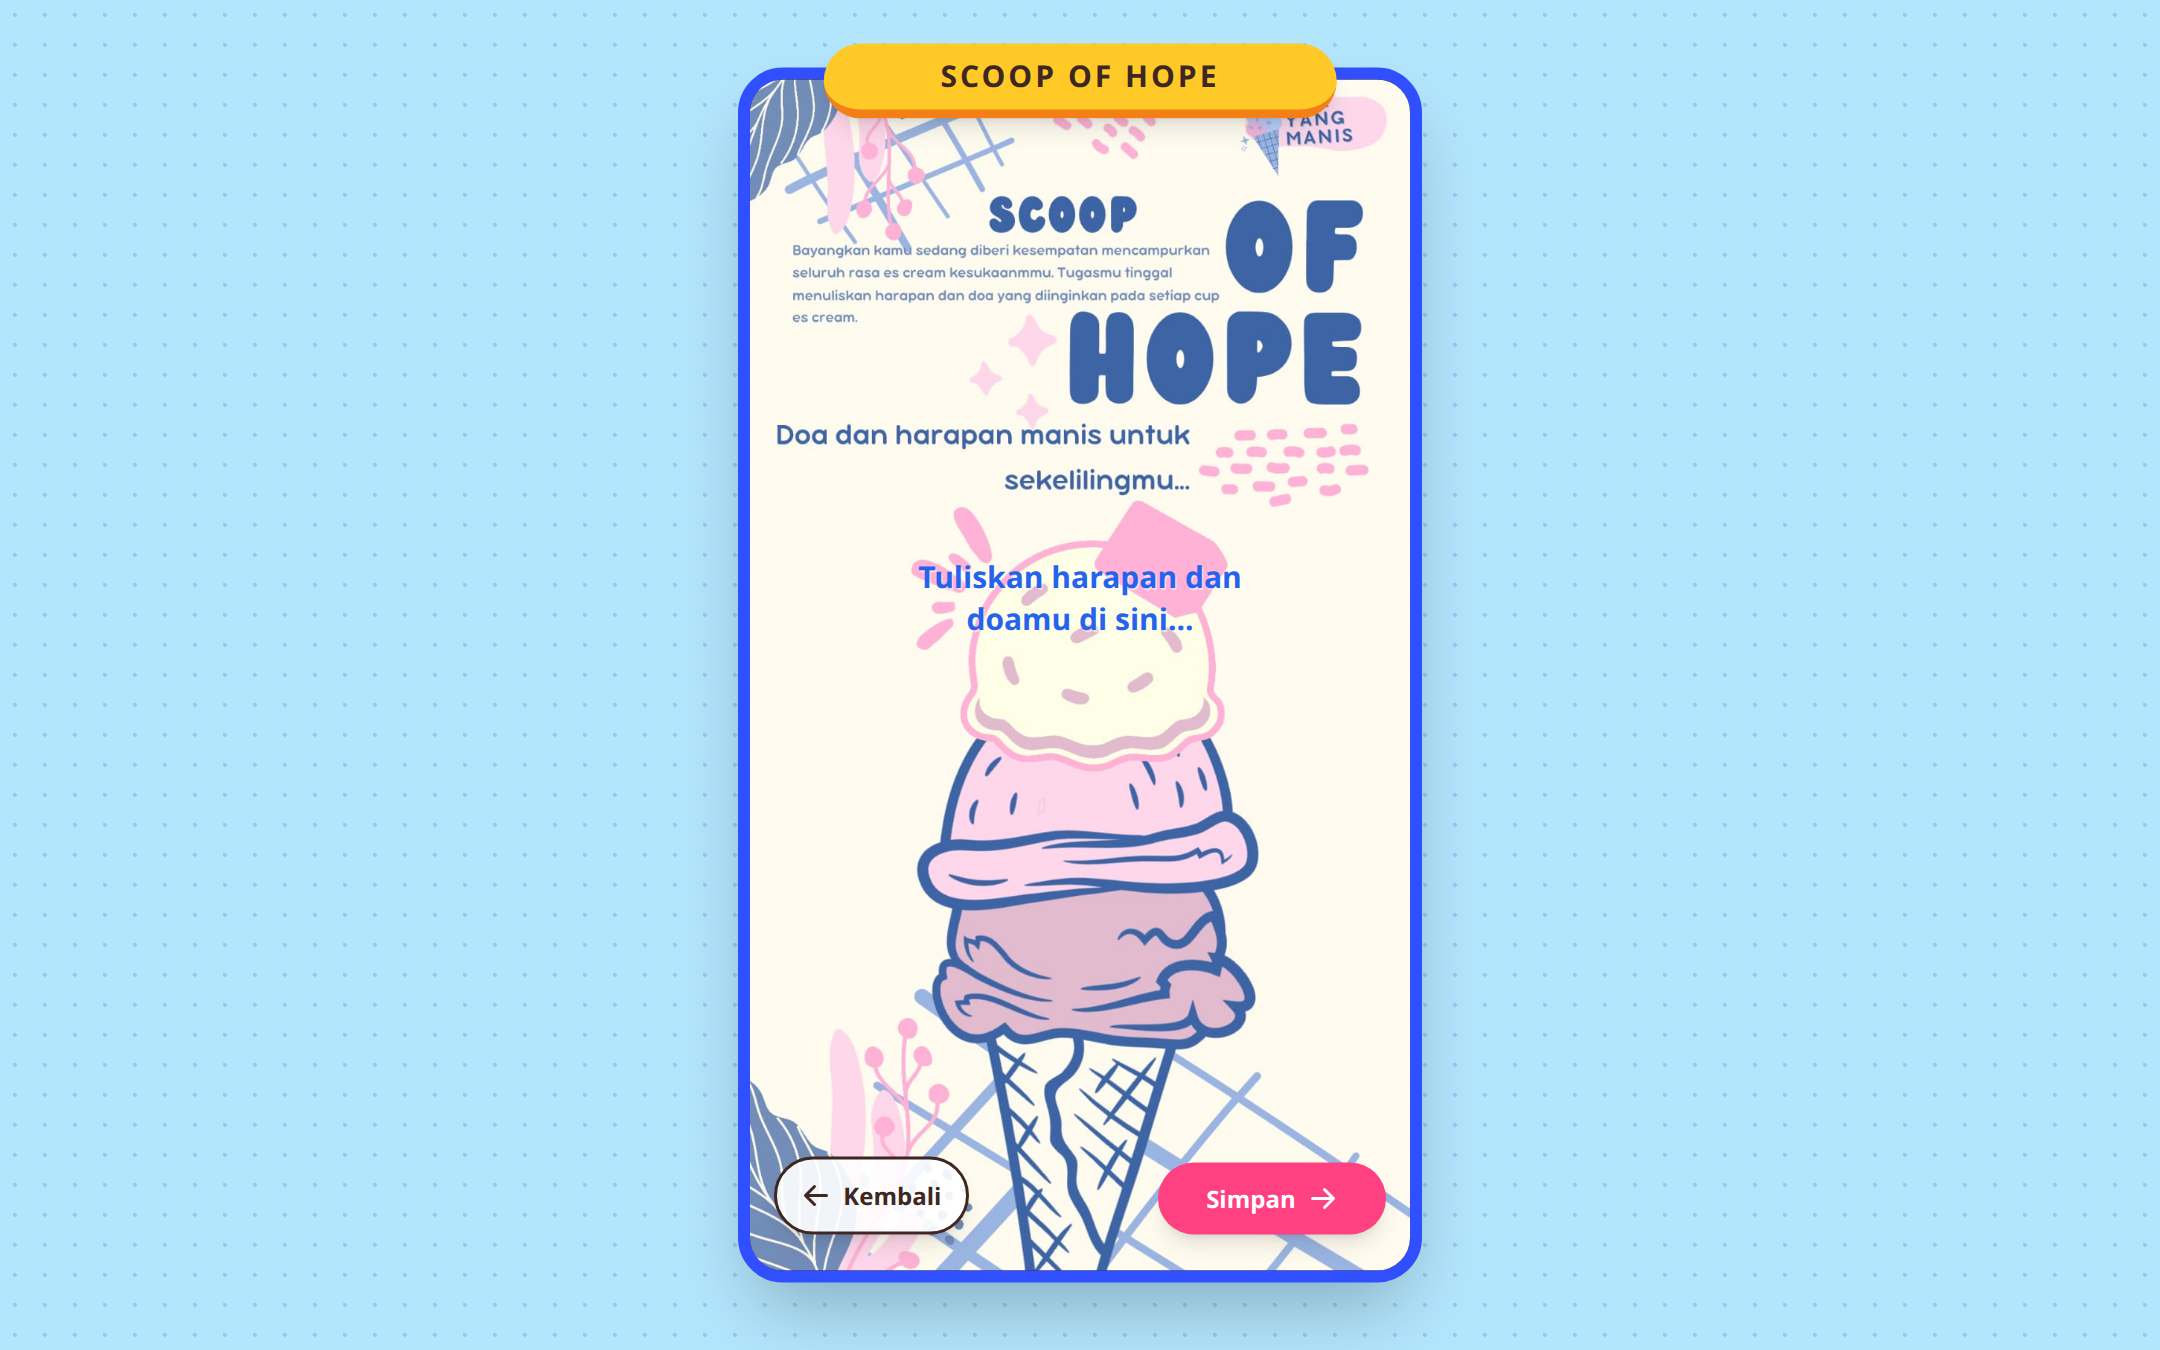 SCOOP OF HOPE
YANG
MANIS
SCOOP
OF
HOPE
Bayangkan kamu sedang diberi kesempatan mencampurkan
seluruh rasa es cream kesukaanmmu. Tugasmu tinggal
menuliskan harapan dan doa yang diinginkan pada setiap cup
es cream.
Doa dan harapan manis untuk
sekelilingmu...
Tuliskan harapan dan
doamu di sini...
Kembali
Simpan